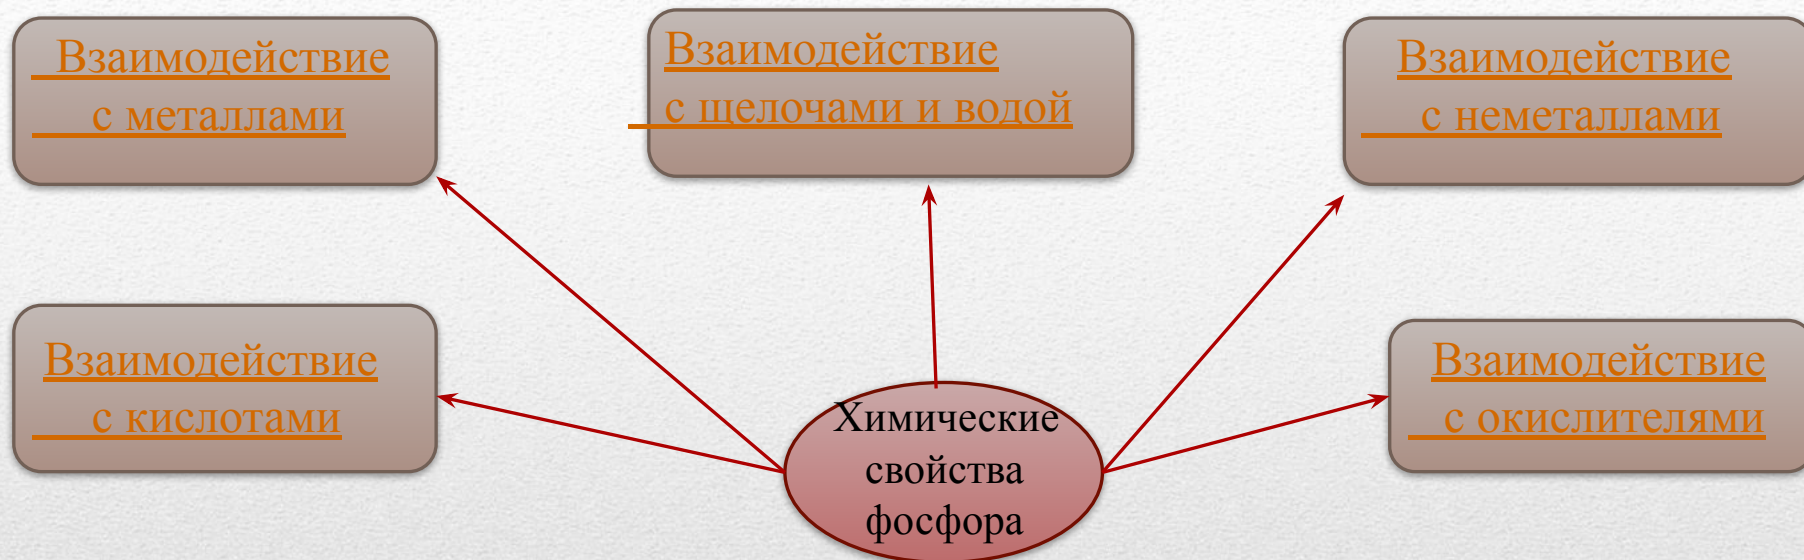 Взаимодействие
с металлами
Взаимодействие
с щелочами и водой
Взаимодействие
с неметаллами
Взаимодействие
с кислотами
Взаимодействие
с окислителями
Химические
свойства
фосфора